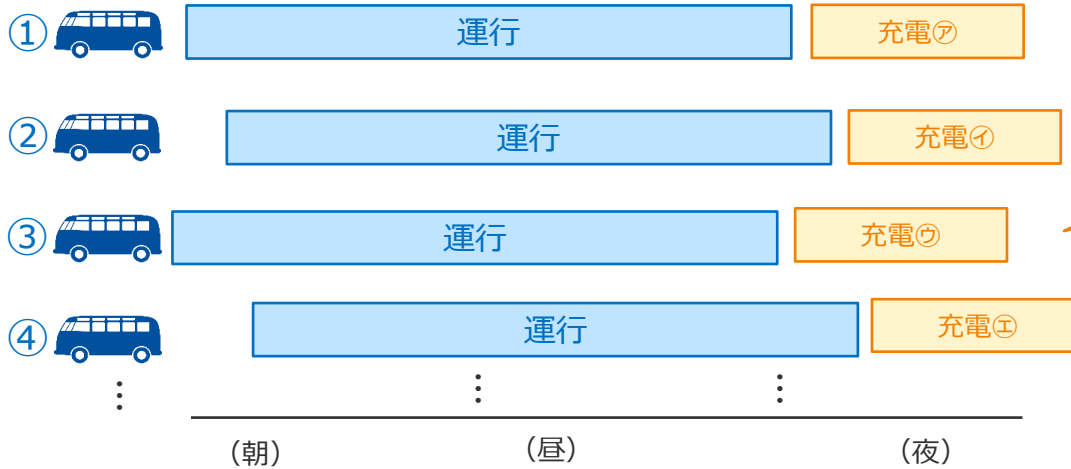 ① 運行 充電㋐
② 運行 充電㋑
③ 運行 充電㋒
④ 運行 充電㋓
⋮ ⋮ ⋮
(朝) (昼) (夜)